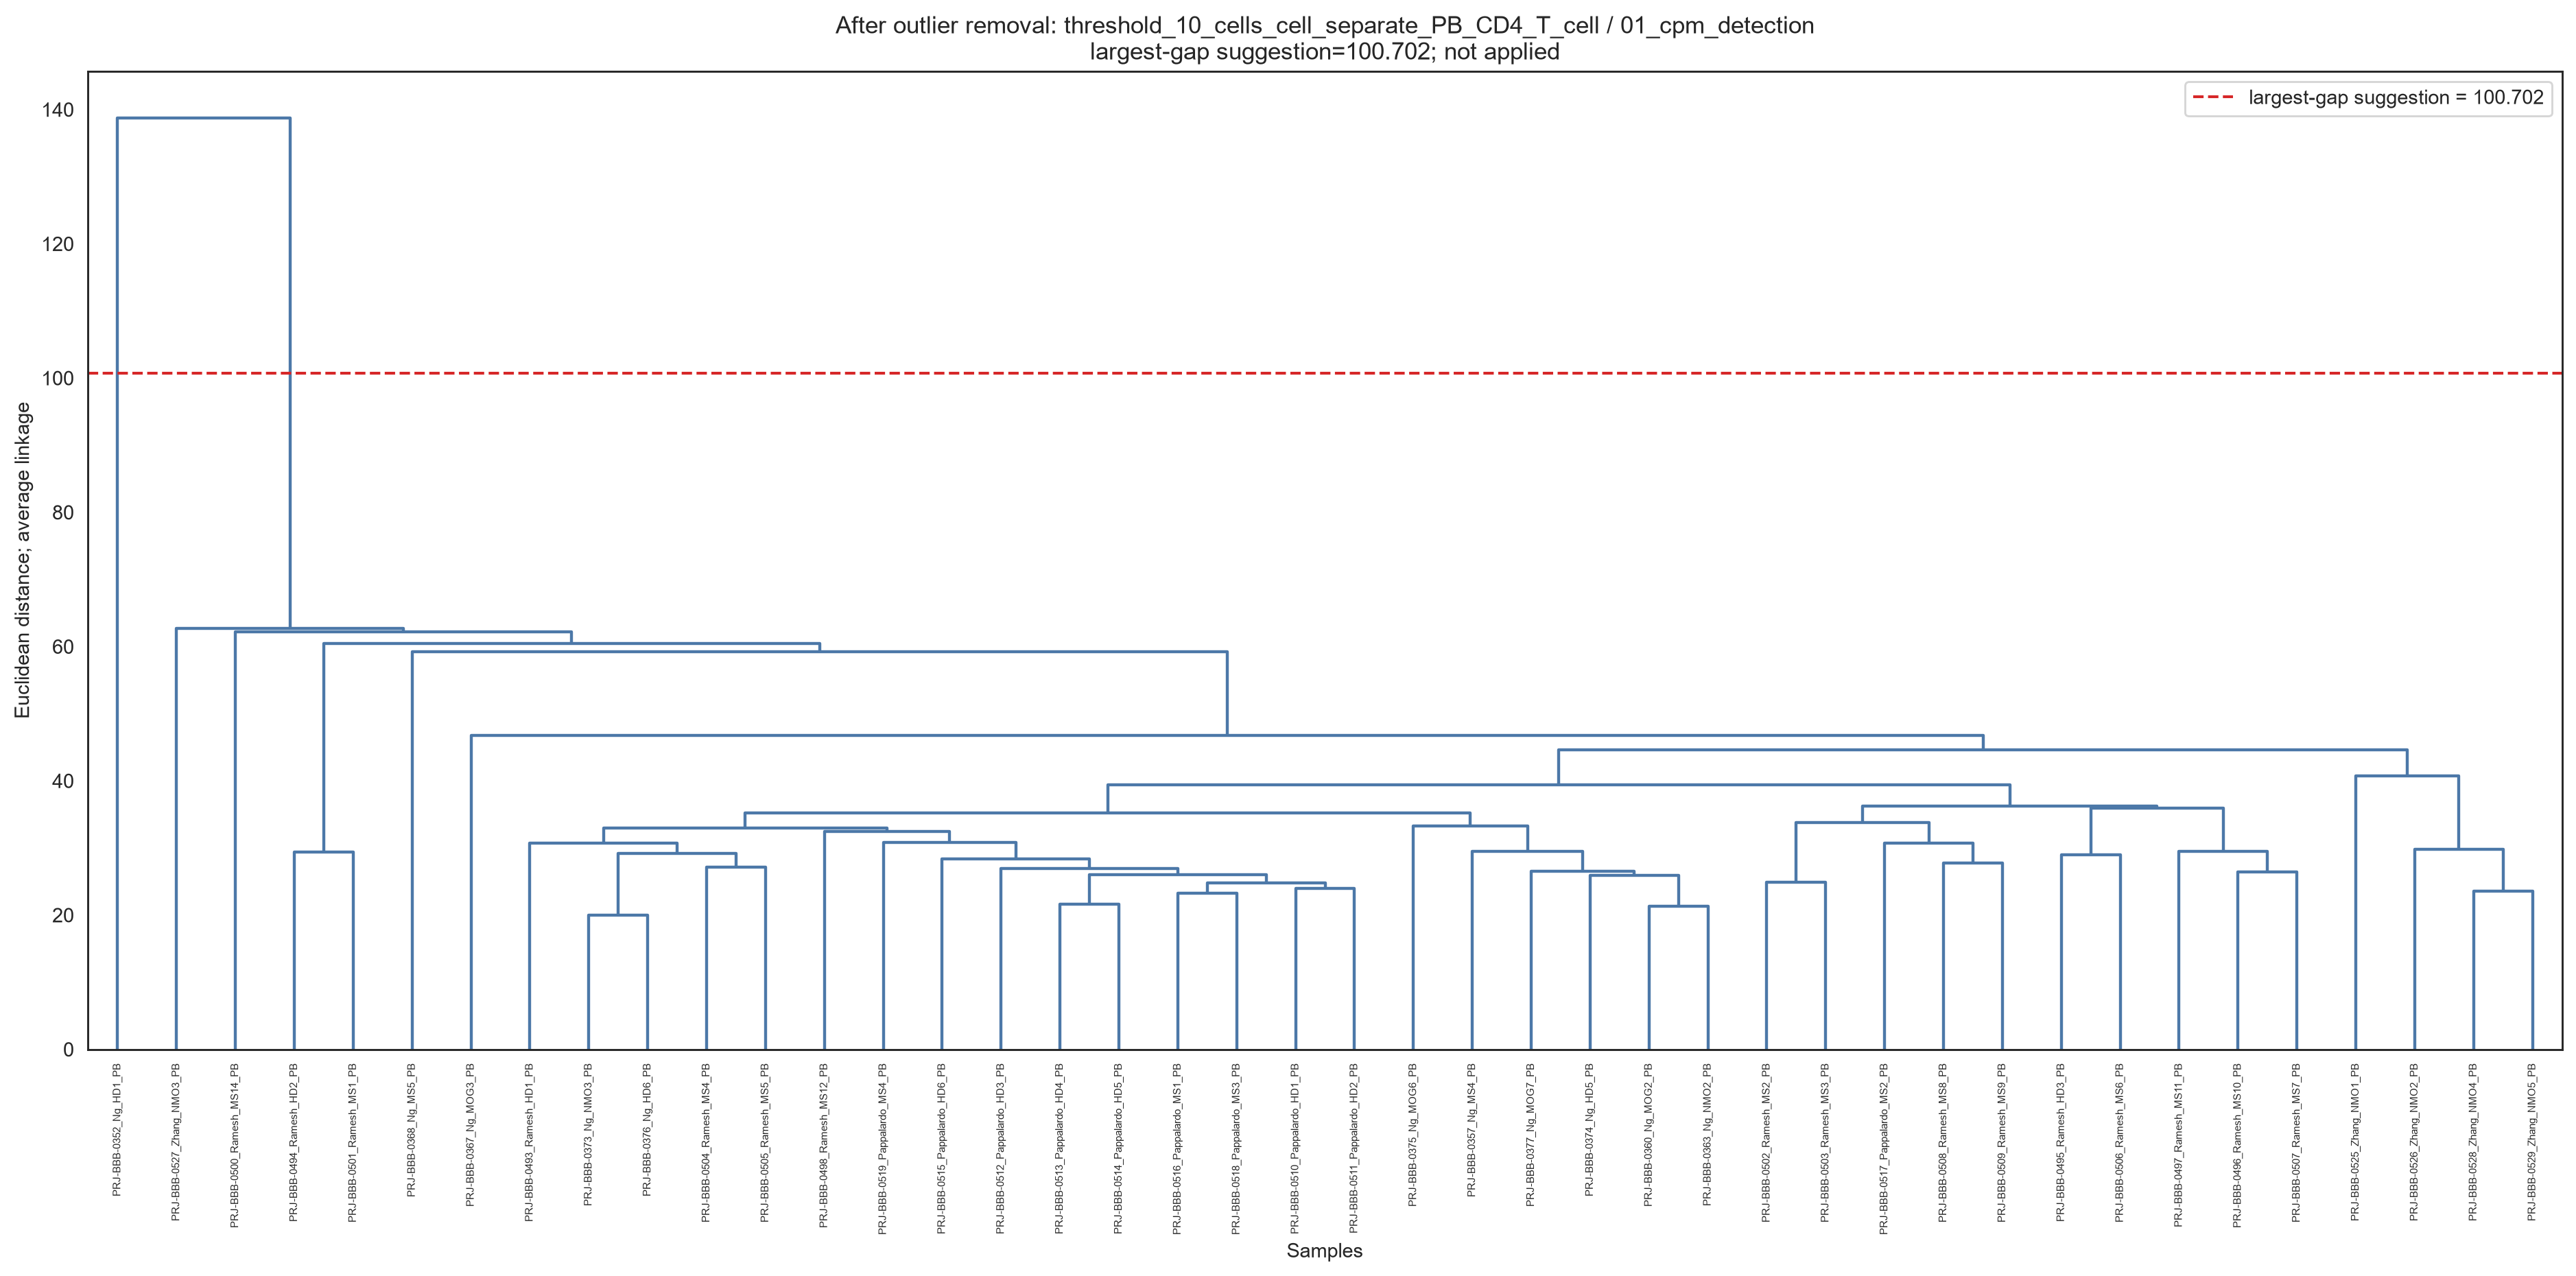 After outlier removal: threshold_10_cells_cell_separate_PB_CD4_T_cell / 01_cpm_detection
largest-gap suggestion=100.702; not applied
largest-gap suggestion = 100.702
Euclidean distance; average linkage
140
120
100
80
60
40
20
0
PRJ-BBB-0352_Ng_HD1_PB
PRJ-BBB-0527_Zhang_NMO3_PB
PRJ-BBB-0500_Ramesh_MS14_PB
PRJ-BBB-0494_Ramesh_HD2_PB
PRJ-BBB-0501_Ramesh_MS1_PB
PRJ-BBB-0368_Ng_MS5_PB
PRJ-BBB-0367_Ng_MOG3_PB
PRJ-BBB-0493_Ramesh_HD1_PB
PRJ-BBB-0373_Ng_NMO3_PB
PRJ-BBB-0376_Ng_HD6_PB
PRJ-BBB-0504_Ramesh_MS4_PB
PRJ-BBB-0505_Ramesh_MS5_PB
PRJ-BBB-0498_Ramesh_MS12_PB
PRJ-BBB-0519_Pappalardo_MS4_PB
PRJ-BBB-0515_Pappalardo_HD6_PB
PRJ-BBB-0512_Pappalardo_HD3_PB
PRJ-BBB-0513_Pappalardo_HD4_PB
PRJ-BBB-0514_Pappalardo_HD5_PB
PRJ-BBB-0516_Pappalardo_MS1_PB
PRJ-BBB-0518_Pappalardo_MS3_PB
PRJ-BBB-0510_Pappalardo_HD1_PB
PRJ-BBB-0511_Pappalardo_HD2_PB
PRJ-BBB-0375_Ng_MOG6_PB
PRJ-BBB-0357_Ng_MS4_PB
PRJ-BBB-0377_Ng_MOG7_PB
PRJ-BBB-0374_Ng_HD5_PB
PRJ-BBB-0360_Ng_MOG2_PB
PRJ-BBB-0363_Ng_NMO2_PB
PRJ-BBB-0502_Ramesh_MS2_PB
PRJ-BBB-0503_Ramesh_MS3_PB
PRJ-BBB-0517_Pappalardo_MS2_PB
PRJ-BBB-0508_Ramesh_MS8_PB
PRJ-BBB-0509_Ramesh_MS9_PB
PRJ-BBB-0495_Ramesh_HD3_PB
PRJ-BBB-0506_Ramesh_MS6_PB
PRJ-BBB-0497_Ramesh_MS11_PB
PRJ-BBB-0496_Ramesh_MS10_PB
PRJ-BBB-0507_Ramesh_MS7_PB
PRJ-BBB-0525_Zhang_NMO1_PB
PRJ-BBB-0526_Zhang_NMO2_PB
PRJ-BBB-0528_Zhang_NMO4_PB
PRJ-BBB-0529_Zhang_NMO5_PB
Samples